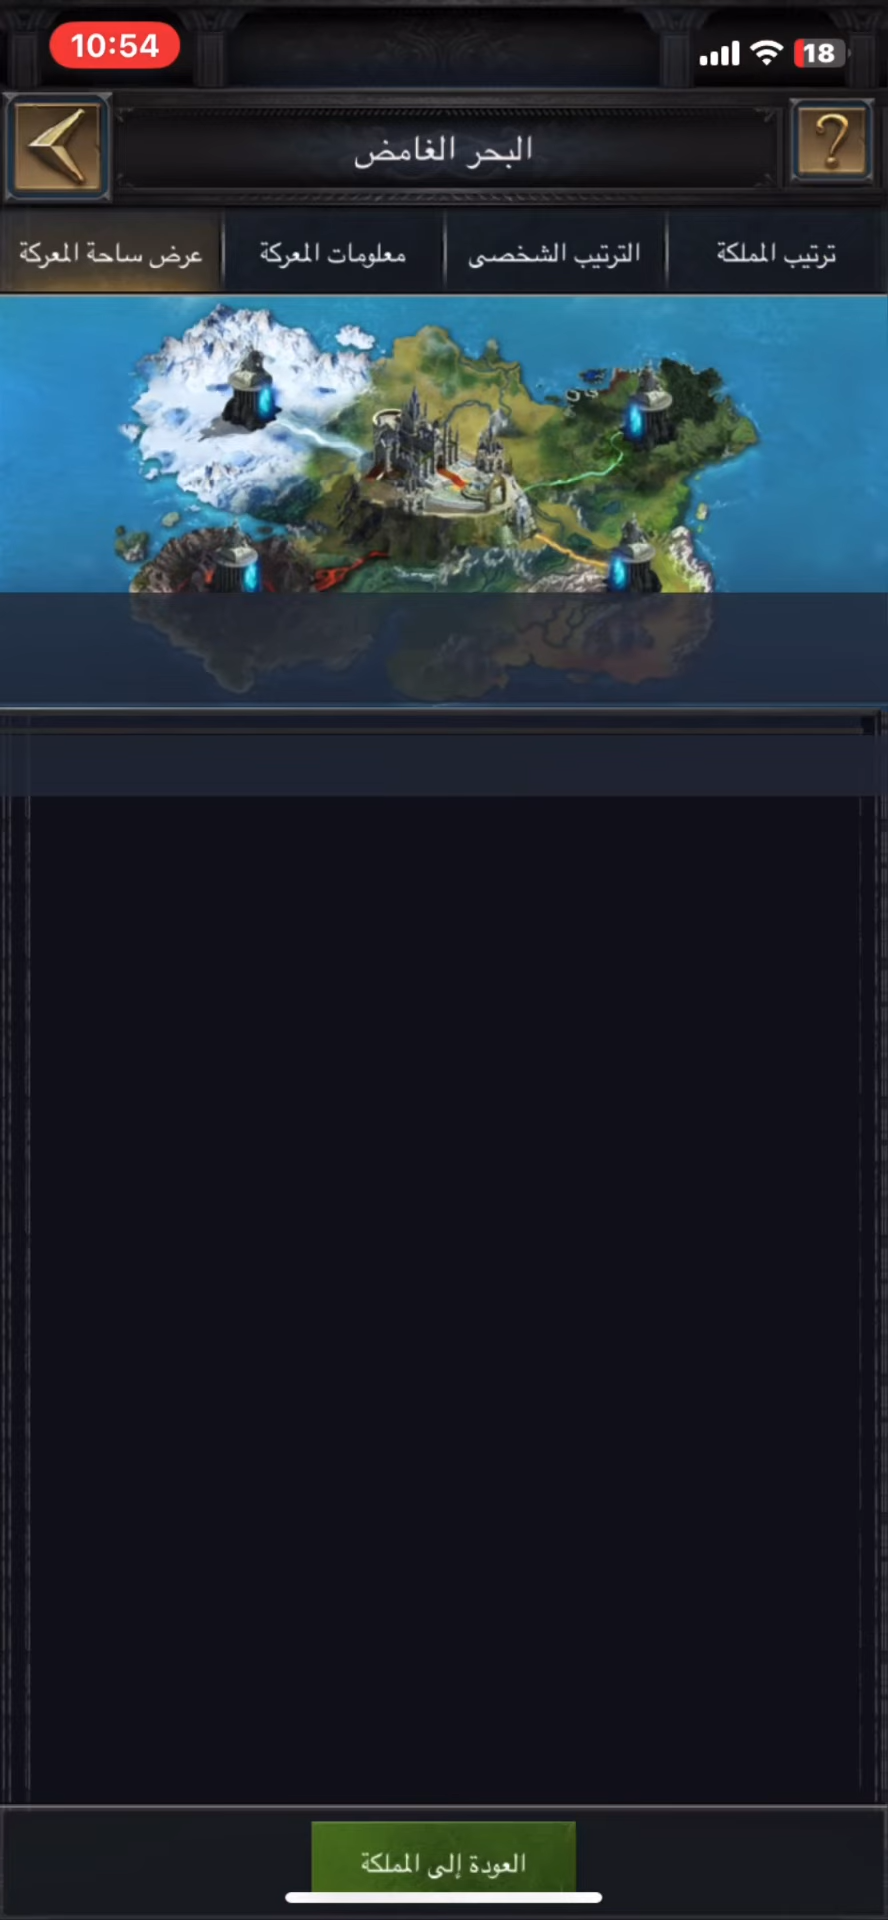 10:54
18
البحر الغامض
ترتيب المملكة
الترتيب الشخصى
معلومات المعركة
عرض ساحة المعركة
العودة إلى المملكة